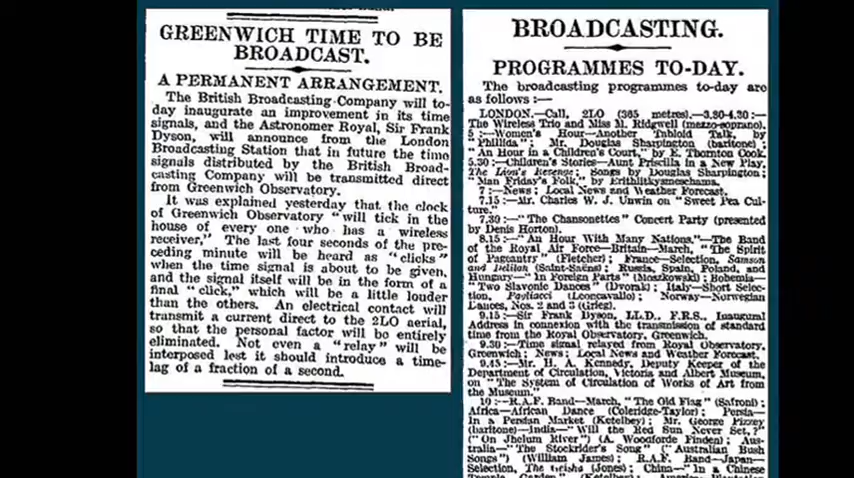 GREENWICH TIME TO BE
BROADCAST.
A PERMANENT ARRANGEMENT.
The British Broadcasting Company will to-
day inaugurate an improvement in its time
signals, and the Astronomer Royal, Sir Frank
Dyson, will announce from the London
Broadcasting Station that in future the time
signals distributed by the British Broad-
casting Company will be transmitted direct
from Greenwich Observatory.
It was explained yesterday that the clock
of Greenwich Observatory "will tick in the
house of every one who has a wireless
receiver," The last four seconds of the pre-
ceding minute will be heard as "clicks"
when the time signal is about to be given,
and the signal itself will be in the form of a
final "click," which will be a little louder
than the others. An electrical contact will
transmit a current direct to the 2LO aerial,
so that the personal factor will be entirely
eliminated. Not even a "relay" will be
interposed lest it should introduce a time-
lag of a fraction of a second.
BROADCASTING.
PROGRAMMES TO-DAY.
The broadcasting programmes to-day are
as follows:—
LONDON.—Call, 2LO (365 metres).—3.30-4.30:—
The Wireless Trio and Miss M. Ridgwell (mezzo-soprano).
5:—Women's Hour—Another Tabloid Talk, by
"Phillida"; Mr. Douglas Sharpington (baritone);
"An Hour in a Children's Court," by E. Thornton Cook.
5.30:—Children's Stories—Aunt Priscilla in a New Play,
The Lion's Revenge; Songs by Douglas Sharpington;
"Man Friday's Folk," by
7:—News; Local News and Weather Forecast.
7.15:—Mr. Charles W. J. Unwin on "Sweet Pea Cul-
ture."
7.30:—"The Chansonettes" Concert Party (presented
by Denis Horton).
8.15:—"An Hour With Many Nations."—The Band
of the Royal Air Force—Britain—March, "The Spirit
of Pageantry" (Fletcher); France—Selection, Samson
and Delilah (Saint-Saëns); Russia, Spain, Poland, and
Hungary—"In Foreign Parts" (Moszkowski); Bohemia—
"Two Slavonic Dances" (Dvorak); Italy—Short Selec-
tion, Pagliacci (Leoncavallo); Norway—Norwegian
Dances, Nos. 2 and 3 (Grieg).
9.15:—Sir Frank Dyson, LL.D., F.R.S., Inaugural
Address in connexion with the transmission of standard
time from the Royal Observatory, Greenwich.
9.30:—Time signal relayed from Royal Observatory,
Greenwich; News; Local News and Weather Forecast.
9.45:—Mr. H. A. Kennedy, Deputy Keeper of the
Department of Circulation, Victoria and Albert Museum,
on "The System of Circulation of Works of Art from
the Museum."
10:—R.A.F. Band—March, "The Old Flag" (Safroni);
Africa—African Dance (Coleridge-Taylor); Persia—
In a Persian Market (Ketelbey); Mr. George Pizzey
(baritone)—India—"Will the Red Sun Never Set,?"
("On Jhelum River") (A. Woodforde Finden); Aus-
tralia—"The Stockrider's Song" ("Australian Bush
Songs") (William James); R.A.F. Band—Japan—
Selection, The Geisha (Jones); China—"In a Chinese